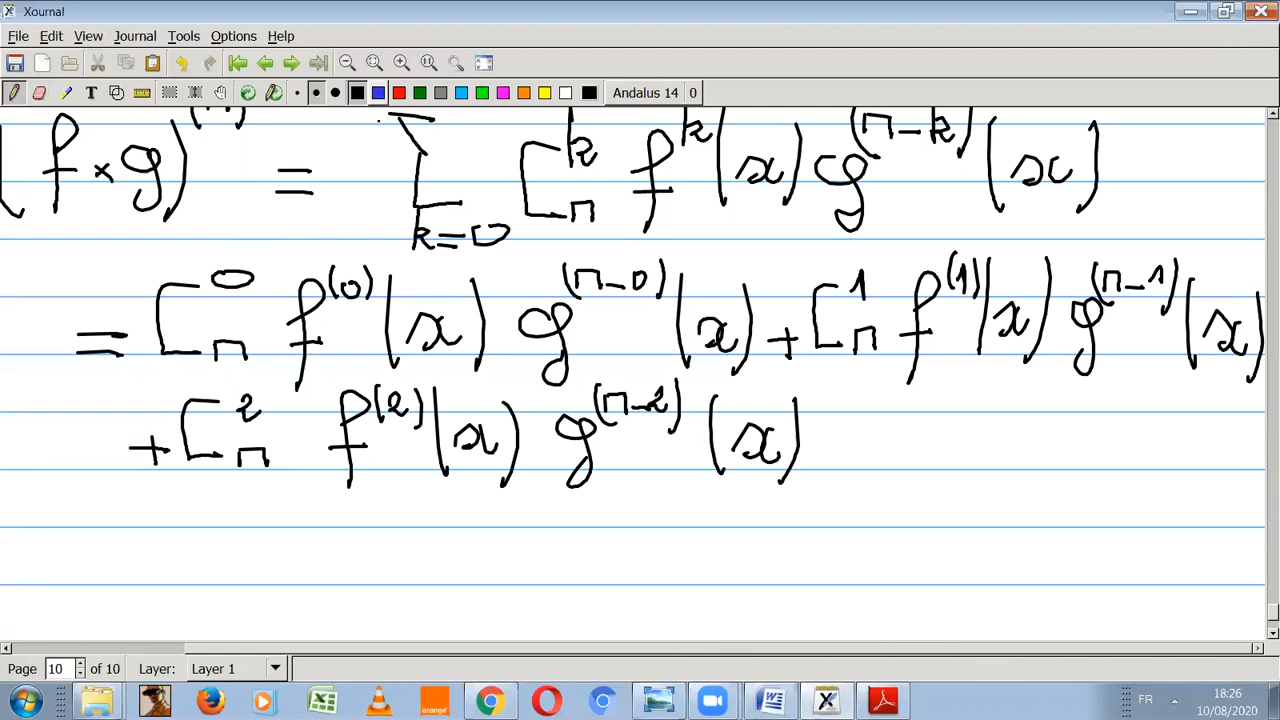 Xournal
File Edit View Journal Tools Options Help
T Andalus 14 0
(f × g) = Σ k=0 C_n^k f^k (x) g^(n-k) (x)
= C_n^0 f^(0) (x) g^(n-0) (x) + C_n^1 f^(1) (x) g^(n-1) (x)
+ C_n^2 f^(2) (x) g^(n-2) (x)
Page 10 of 10 Layer: Layer 1
orange FR 18:26
10/08/2020